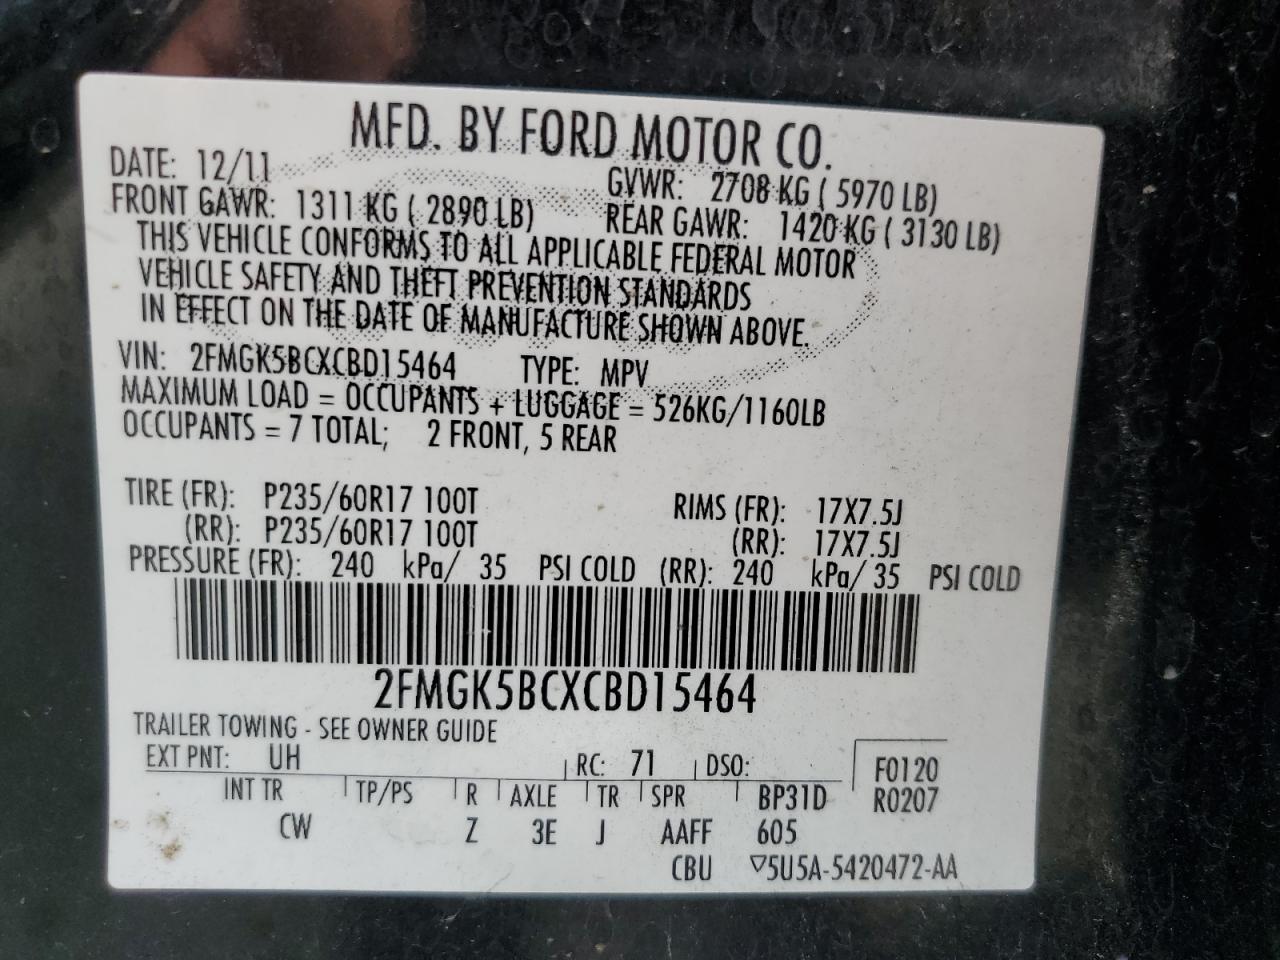 MFD. BY FORD MOTOR CO.
DATE: 12/11 GVWR: 2708 KG ( 5970 LB)
FRONT GAWR: 1311 KG ( 2890 LB) REAR GAWR: 1420 KG ( 3130 LB)
THIS VEHICLE CONFORMS TO ALL APPLICABLE FEDERAL MOTOR
VEHICLE SAFETY AND THEFT PREVENTION STANDARDS
IN EFFECT ON THE DATE OF MANUFACTURE SHOWN ABOVE.
VIN: 2FMGK5BCXCBD15464 TYPE: MPV
MAXIMUM LOAD = OCCUPANTS + LUGGAGE = 526KG/1160LB
OCCUPANTS = 7 TOTAL; 2 FRONT, 5 REAR
TIRE (FR): P235/60R17 100T RIMS (FR): 17X7.5J
(RR): P235/60R17 100T (RR): 17X7.5J
PRESSURE (FR): 240 kPa/ 35 PSI COLD (RR): 240 kPa/ 35 PSI COLD
2FMGK5BCXCBD15464
TRAILER TOWING - SEE OWNER GUIDE
EXT PNT: UH RC: 71 DSO: F0120
INT TR TP/PS R AXLE TR SPR BP31D R0207
CW Z 3E J AAFF 605
CBU ▽5U5A-5420472-AA